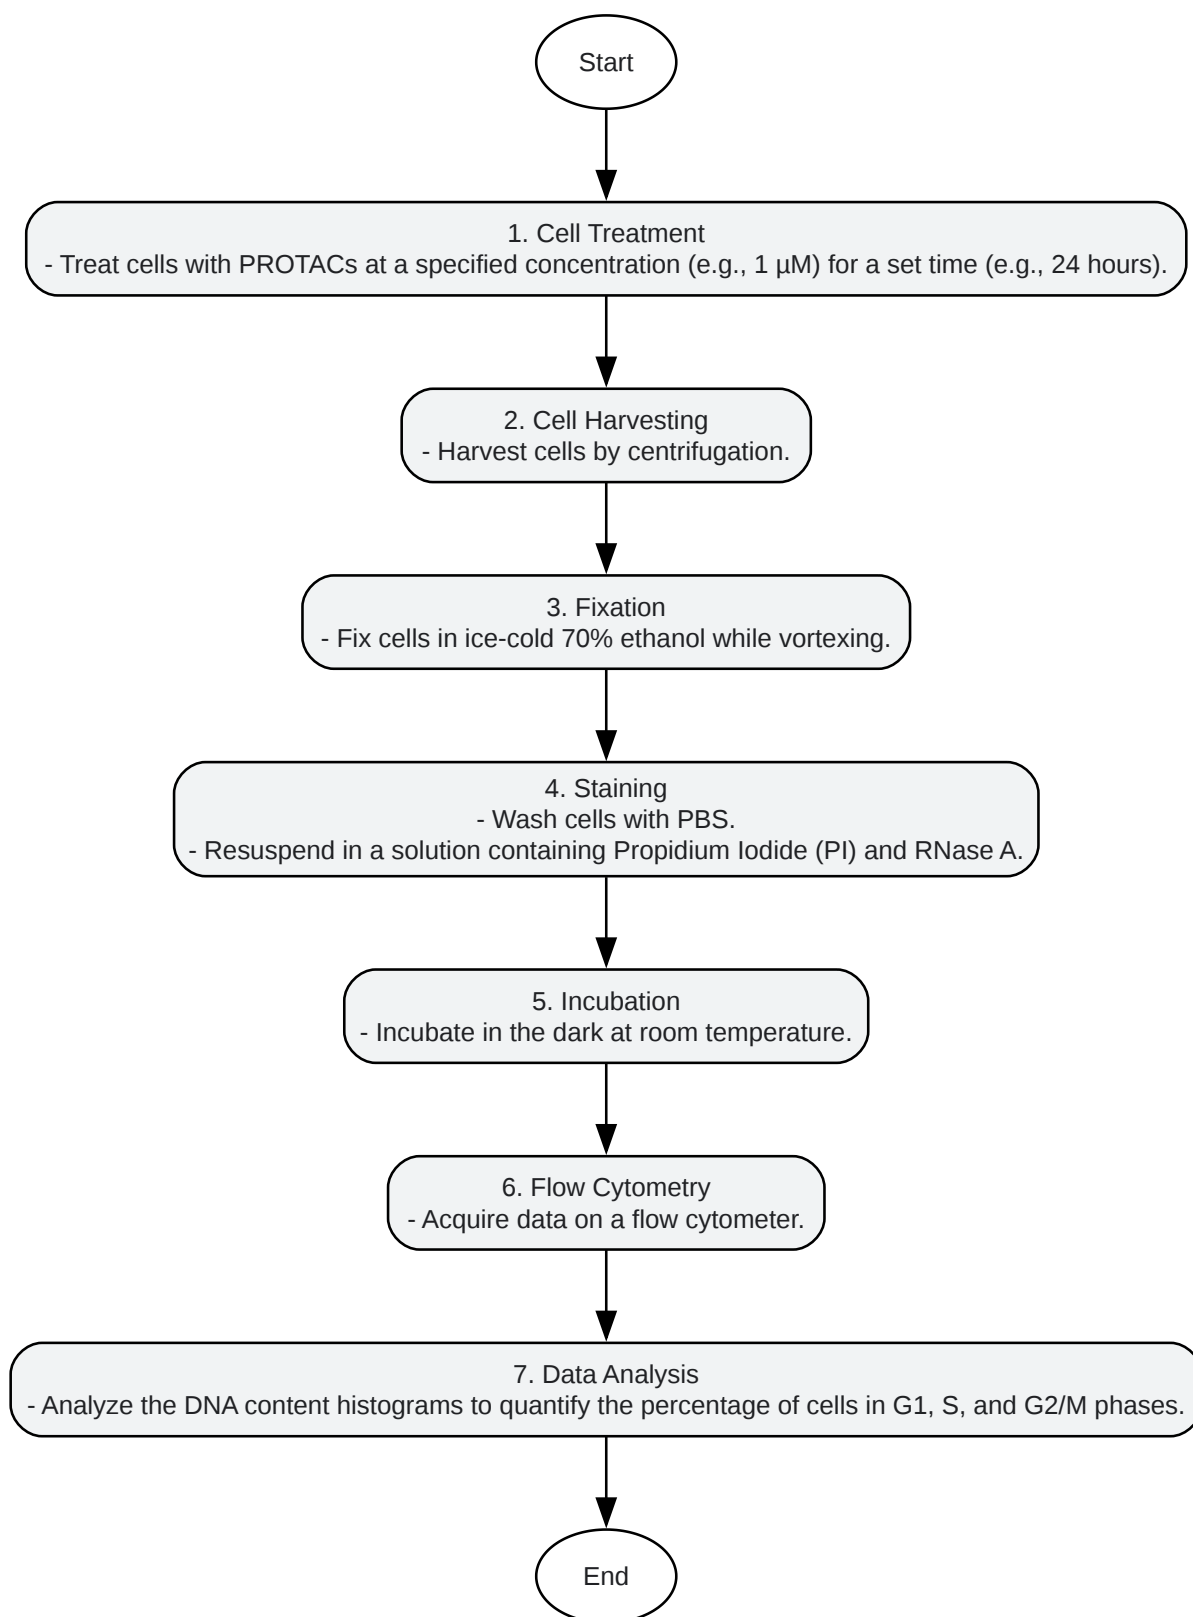 Start
1. Cell Treatment
- Treat cells with PROTACs at a specified concentration (e.g., 1 µM) for a set time (e.g., 24 hours).
2. Cell Harvesting
- Harvest cells by centrifugation.
3. Fixation
- Fix cells in ice-cold 70% ethanol while vortexing.
4. Staining
- Wash cells with PBS.
- Resuspend in a solution containing Propidium Iodide (PI) and RNase A.
5. Incubation
- Incubate in the dark at room temperature.
6. Flow Cytometry
- Acquire data on a flow cytometer.
7. Data Analysis
- Analyze the DNA content histograms to quantify the percentage of cells in G1, S, and G2/M phases.
End